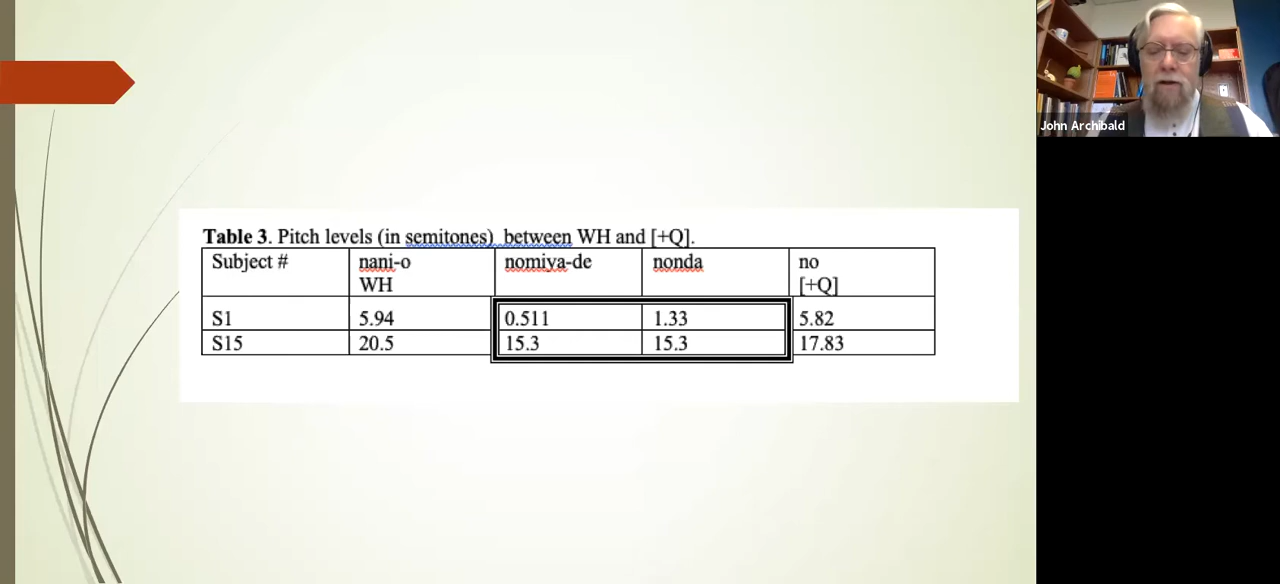 John Archibald
Table 3. Pitch levels (in semitones) between WH and [+Q].
Subject # nani-o nomiya-de nonda no
WH [+Q]
S1 5.94 0.511 1.33 5.82
S15 20.5 15.3 15.3 17.83